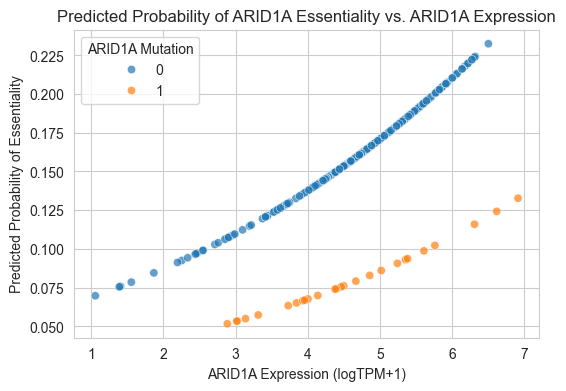 Predicted Probability of ARID1A Essentiality vs. ARID1A Expression
ARID1A Mutation
0
1
0.225
0.200
0.175
0.150
0.125
0.100
0.075
0.050
Predicted Probability of Essentiality
1 2 3 4 5 6 7
ARID1A Expression (logTPM+1)